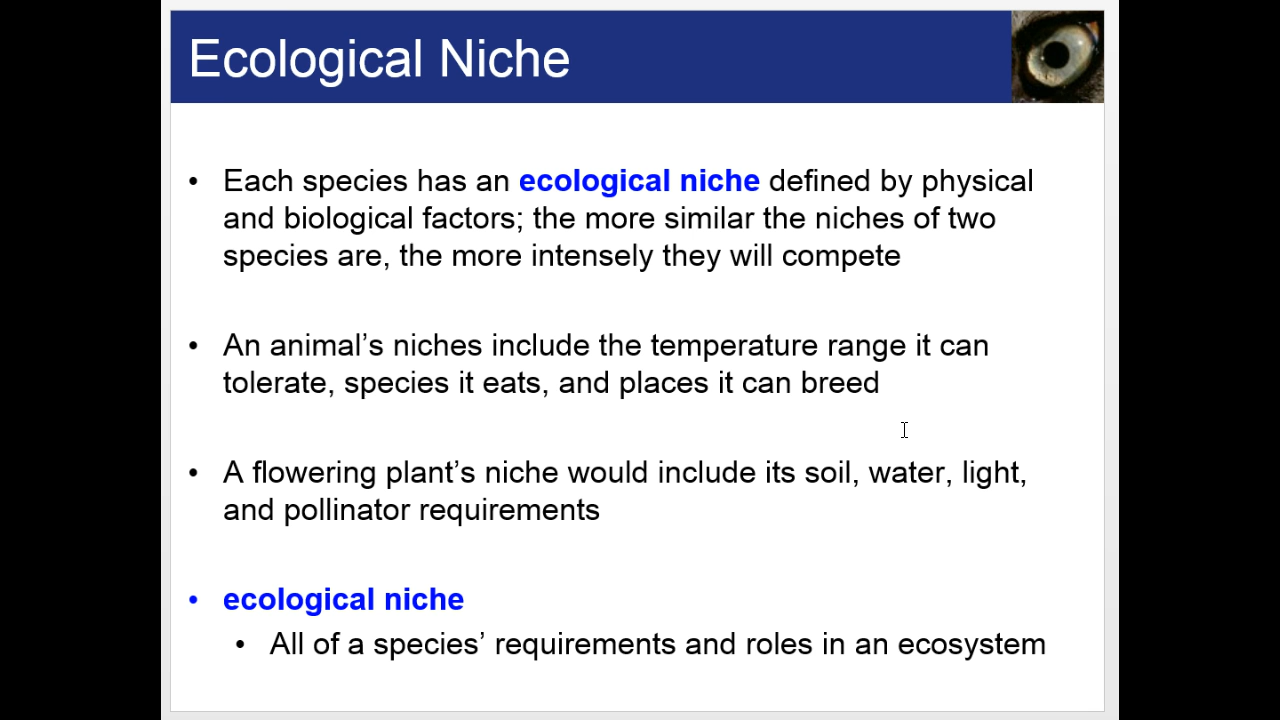 Ecological Niche
• Each species has an ecological niche defined by physical
and biological factors; the more similar the niches of two
species are, the more intensely they will compete
• An animal’s niches include the temperature range it can
tolerate, species it eats, and places it can breed
• A flowering plant’s niche would include its soil, water, light,
and pollinator requirements
• ecological niche
• All of a species’ requirements and roles in an ecosystem